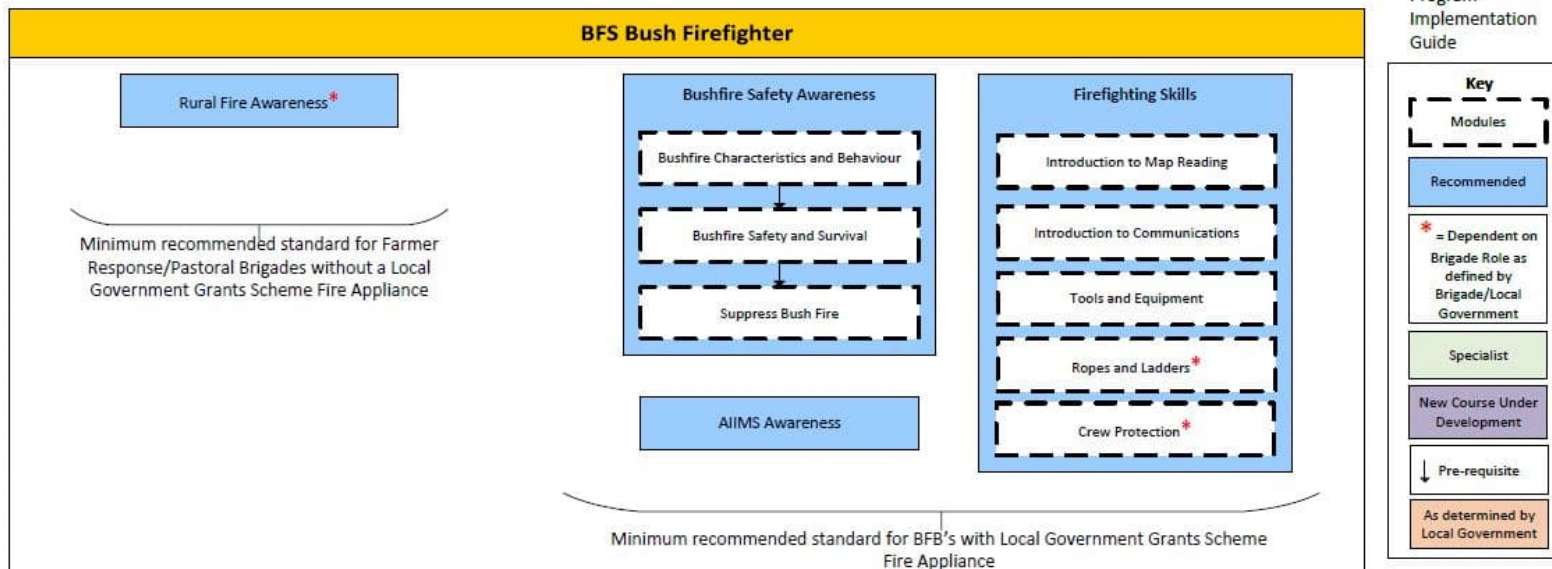 Program
Implementation
Guide
BFS Bush Firefighter
Rural Fire Awareness*
Minimum recommended standard for Farmer
Response/Pastoral Brigades without a Local
Government Grants Scheme Fire Appliance
Bushfire Safety Awareness
Bushfire Characteristics and Behaviour
Bushfire Safety and Survival
Suppress Bush Fire
AIIMS Awareness
Firefighting Skills
Introduction to Map Reading
Introduction to Communications
Tools and Equipment
Ropes and Ladders*
Crew Protection*
Minimum recommended standard for BFB's with Local Government Grants Scheme
Fire Appliance
Key
Modules
Recommended
* = Dependent on
Brigade Role as
defined by
Brigade/Local
Government
Specialist
New Course Under
Development
Pre-requisite
As determined by
Local Government